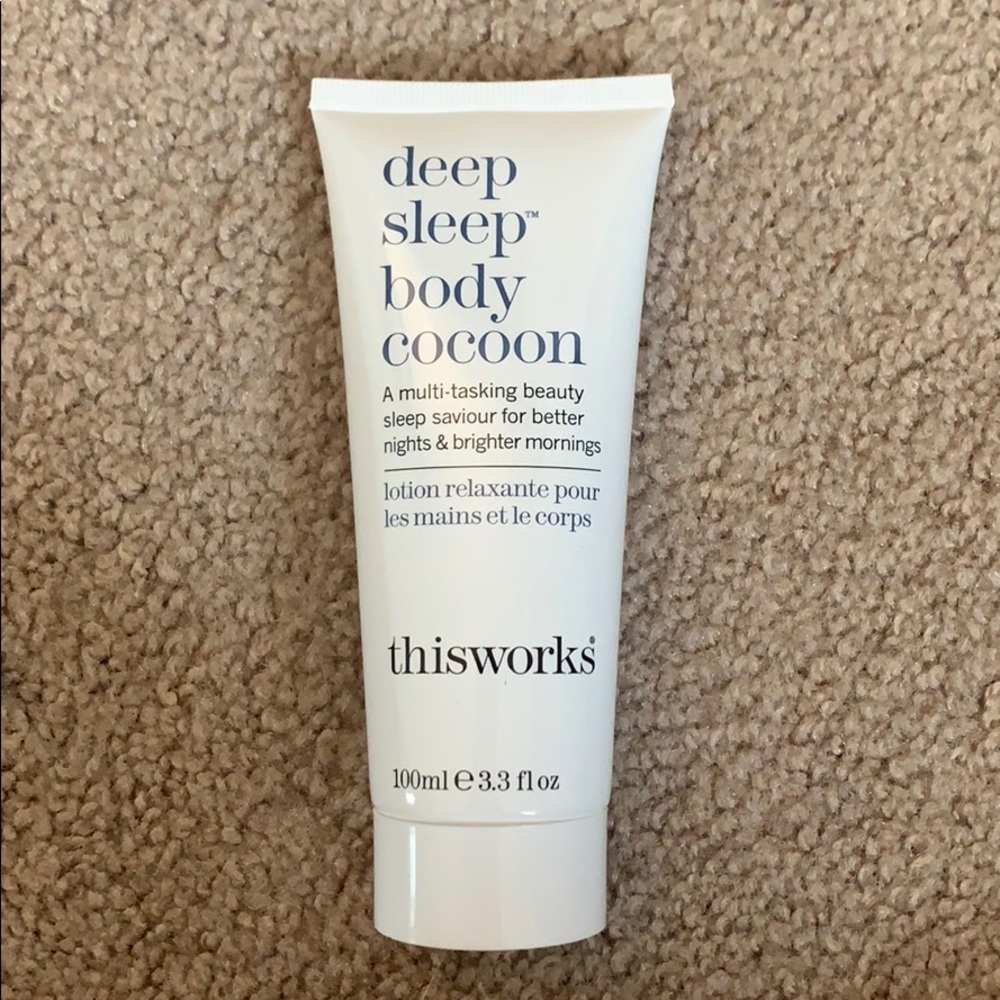 deep
sleep™
body
cocoon
A multi-tasking beauty
sleep saviour for better
nights & brighter mornings
lotion relaxante pour
les mains et le corps
thisworks®
100ml ℮ 3.3 fl oz